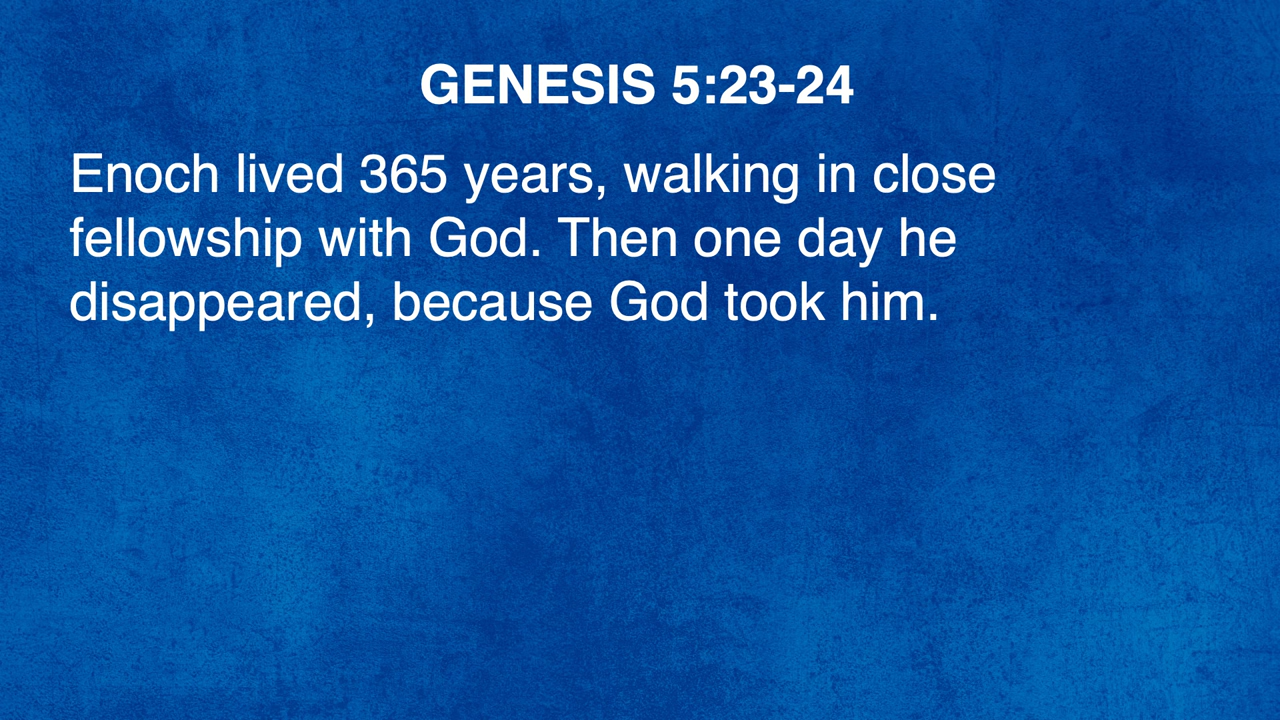 GENESIS 5:23-24
Enoch lived 365 years, walking in close
fellowship with God. Then one day he
disappeared, because God took him.